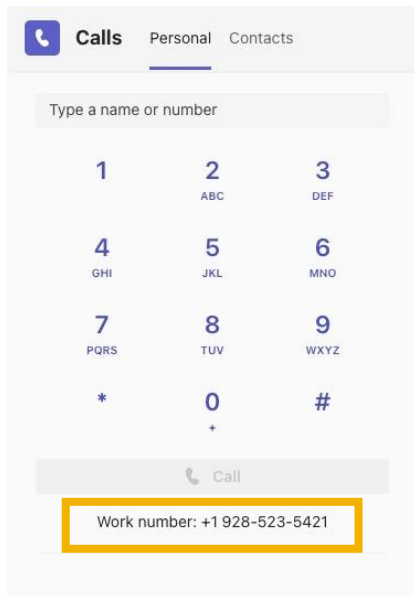 Calls Personal Contacts
Type a name or number
1 2 3
ABC DEF
4 5 6
GHI JKL MNO
7 8 9
PQRS TUV WXYZ
* 0 #
+
Call
Work number: +1 928-523-5421